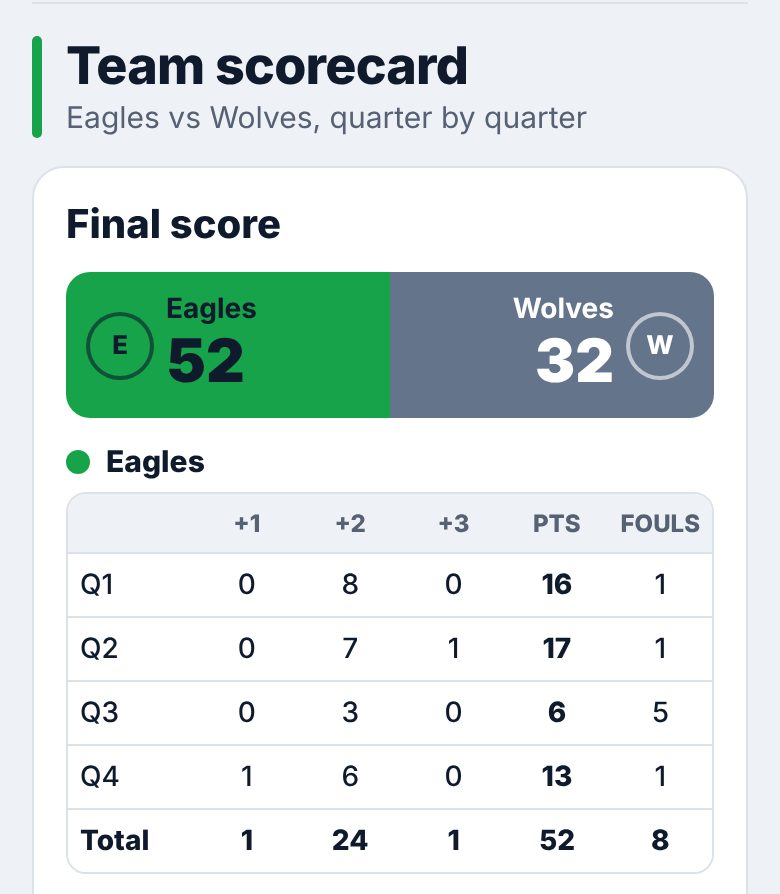 Team scorecard
Eagles vs Wolves, quarter by quarter
Final score
E Eagles 52
Wolves 32 W
Eagles
+1 +2 +3 PTS FOULS
Q1 0 8 0 16 1
Q2 0 7 1 17 1
Q3 0 3 0 6 5
Q4 1 6 0 13 1
Total 1 24 1 52 8